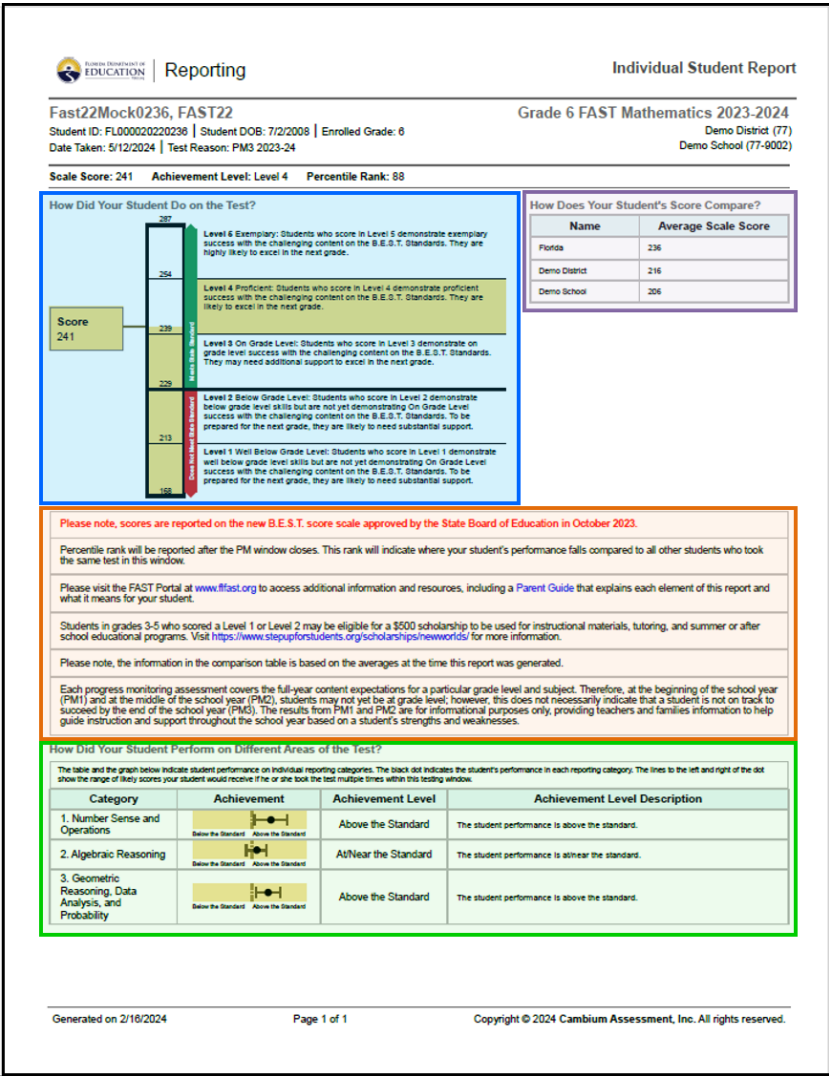 FLORIDA DEPARTMENT OF
EDUCATION
Reporting
Individual Student Report
Fast22Mock0236, FAST22
Student ID: FL000020220236 | Student DOB: 7/2/2008 | Enrolled Grade: 6
Date Taken: 5/12/2024 | Test Reason: PM3 2023-24
Grade 6 FAST Mathematics 2023-2024
Demo District (77)
Demo School (77-9002)
Scale Score: 241 Achievement Level: Level 4 Percentile Rank: 88
How Did Your Student Do on the Test?
287
Level 5 Exemplary: Students who score in Level 5 demonstrate exemplary
success with the challenging content on the B.E.S.T. Standards. They are
highly likely to excel in the next grade.
254
Level 4 Proficient: Students who score in Level 4 demonstrate proficient
success with the challenging content on the B.E.S.T. Standards. They are
likely to excel in the next grade.
Score
241
239
Meets State Standard
Level 3 On Grade Level: Students who score in Level 3 demonstrate on
grade level success with the challenging content on the B.E.S.T. Standards.
They may need additional support to excel in the next grade.
229
Does Not Meet State Standard
Level 2 Below Grade Level: Students who score in Level 2 demonstrate
below grade level skills but are not yet demonstrating On Grade Level
success with the challenging content on the B.E.S.T. Standards. To be
prepared for the next grade, they are likely to need substantial support.
213
Level 1 Well Below Grade Level: Students who score in Level 1 demonstrate
well below grade level skills but are not yet demonstrating On Grade Level
success with the challenging content on the B.E.S.T. Standards. To be
prepared for the next grade, they are likely to need substantial support.
168
How Does Your Student's Score Compare?
Name Average Scale Score
Florida 236
Demo District 216
Demo School 206
Please note, scores are reported on the new B.E.S.T. score scale approved by the State Board of Education in October 2023.
Percentile rank will be reported after the PM window closes. This rank will indicate where your student's performance falls compared to all other students who took
the same test in this window.
Please visit the FAST Portal at www.flfast.org to access additional information and resources, including a Parent Guide that explains each element of this report and
what it means for your student.
Students in grades 3-5 who scored a Level 1 or Level 2 may be eligible for a $500 scholarship to be used for instructional materials, tutoring, and summer or after
school educational programs. Visit https://www.stepupforstudents.org/scholarships/newworlds/ for more information.
Please note, the information in the comparison table is based on the averages at the time this report was generated.
Each progress monitoring assessment covers the full-year content expectations for a particular grade level and subject. Therefore, at the beginning of the school year
(PM1) and at the middle of the school year (PM2), students may not yet be at grade level; however, this does not necessarily indicate that a student is not on track to
succeed by the end of the school year (PM3). The results from PM1 and PM2 are for informational purposes only, providing teachers and families information to help
guide instruction and support throughout the school year based on a student's strengths and weaknesses.
How Did Your Student Perform on Different Areas of the Test?
The table and the graph below indicate student performance on individual reporting categories. The black dot indicates the student's performance in each reporting category. The lines to the left and right of the dot
show the range of likely scores your student would receive if he or she took the test multiple times within this testing window.
Category Achievement Achievement Level Achievement Level Description
1. Number Sense and
Operations
Below the Standard Above the Standard
Above the Standard
The student performance is above the standard.
2. Algebraic Reasoning
Below the Standard Above the Standard
At/Near the Standard
The student performance is at/near the standard.
3. Geometric
Reasoning, Data
Analysis, and
Probability
Below the Standard Above the Standard
Above the Standard
The student performance is above the standard.
Generated on 2/16/2024
Page 1 of 1
Copyright © 2024 Cambium Assessment, Inc. All rights reserved.